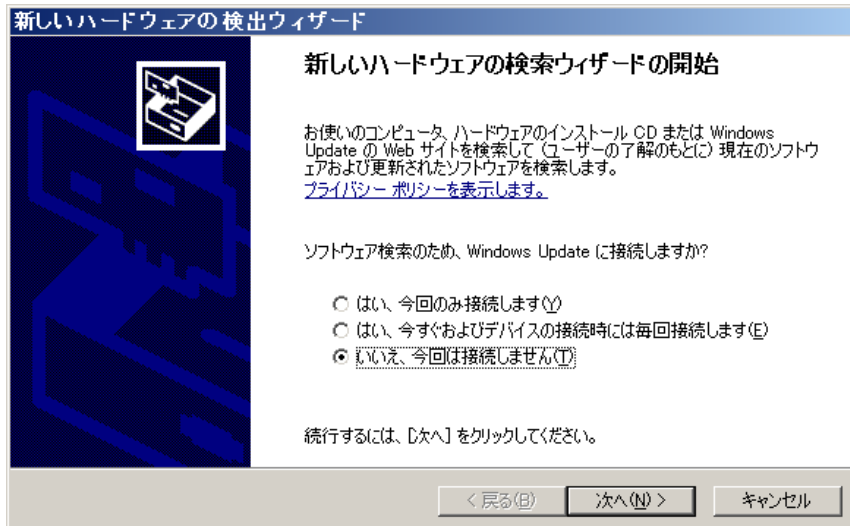 新しいハードウェアの検出ウィザード
新しいハードウェアの検索ウィザードの開始
お使いのコンピュータ、ハードウェアのインストール CD または Windows
Update の Web サイトを検索して (ユーザーの了解のもとに) 現在のソフトウ
ェアおよび更新されたソフトウェアを検索します。
プライバシー ポリシーを表示します。
ソフトウェア検索のため、Windows Update に接続しますか?
はい、今回のみ接続します(Y)
はい、今すぐおよびデバイスの接続時には毎回接続します(E)
いいえ、今回は接続しません(T)
続行するには、[次へ] をクリックしてください。
< 戻る(B)
次へ(N) >
キャンセル